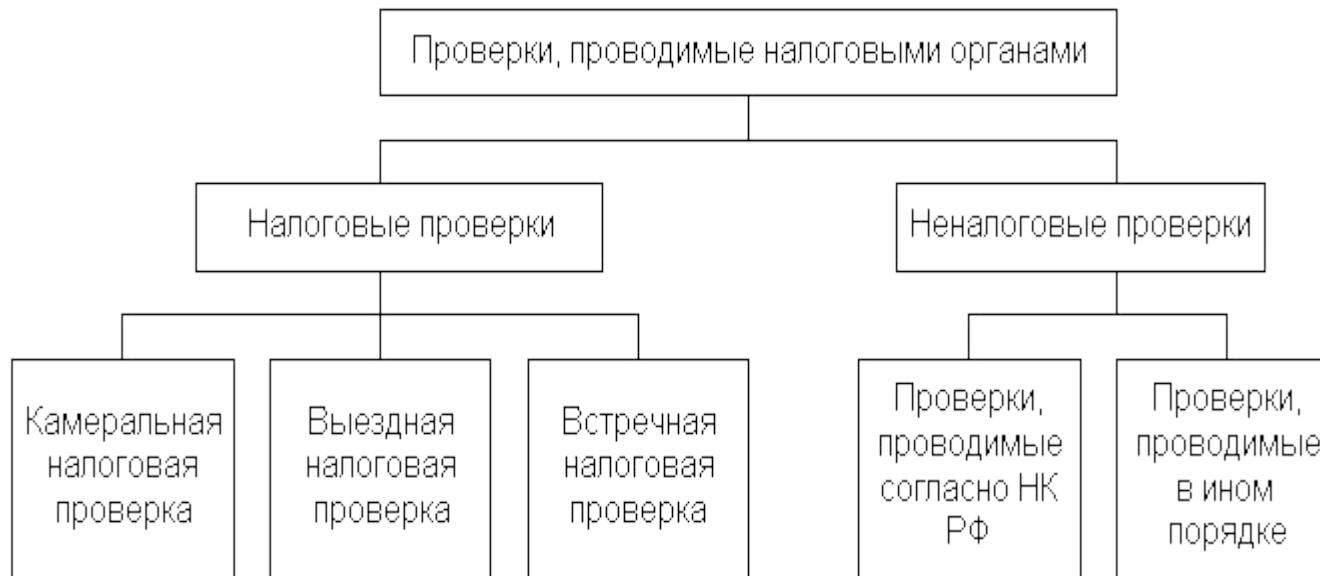 Проверки, проводимые налоговыми органами
Налоговые проверки
Неналоговые проверки
Камеральная
налоговая
проверка
Выездная
налоговая
проверка
Встречная
налоговая
проверка
Проверки,
проводимые
согласно НК
РФ
Проверки,
проводимые
в ином
порядке